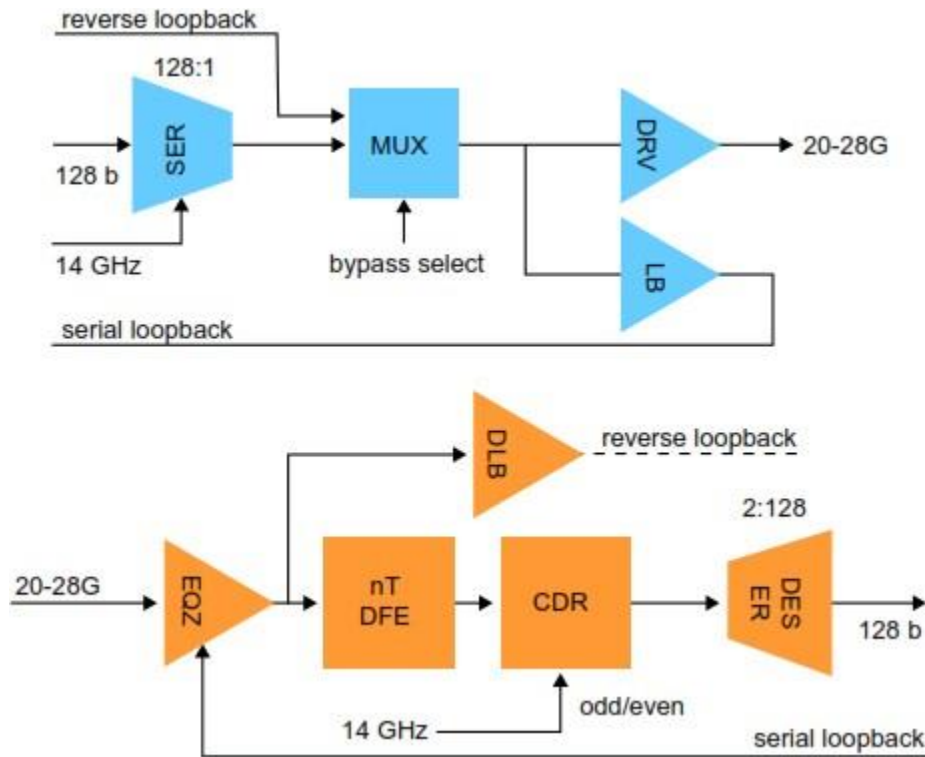 reverse loopback
128:1
SER
MUX
DRV
20-28G
128 b
14 GHz
bypass select
LB
serial loopback
DLB
reverse loopback
2:128
20-28G
EQZ
nT
DFE
CDR
DES
ER
128 b
odd/even
14 GHz
serial loopback